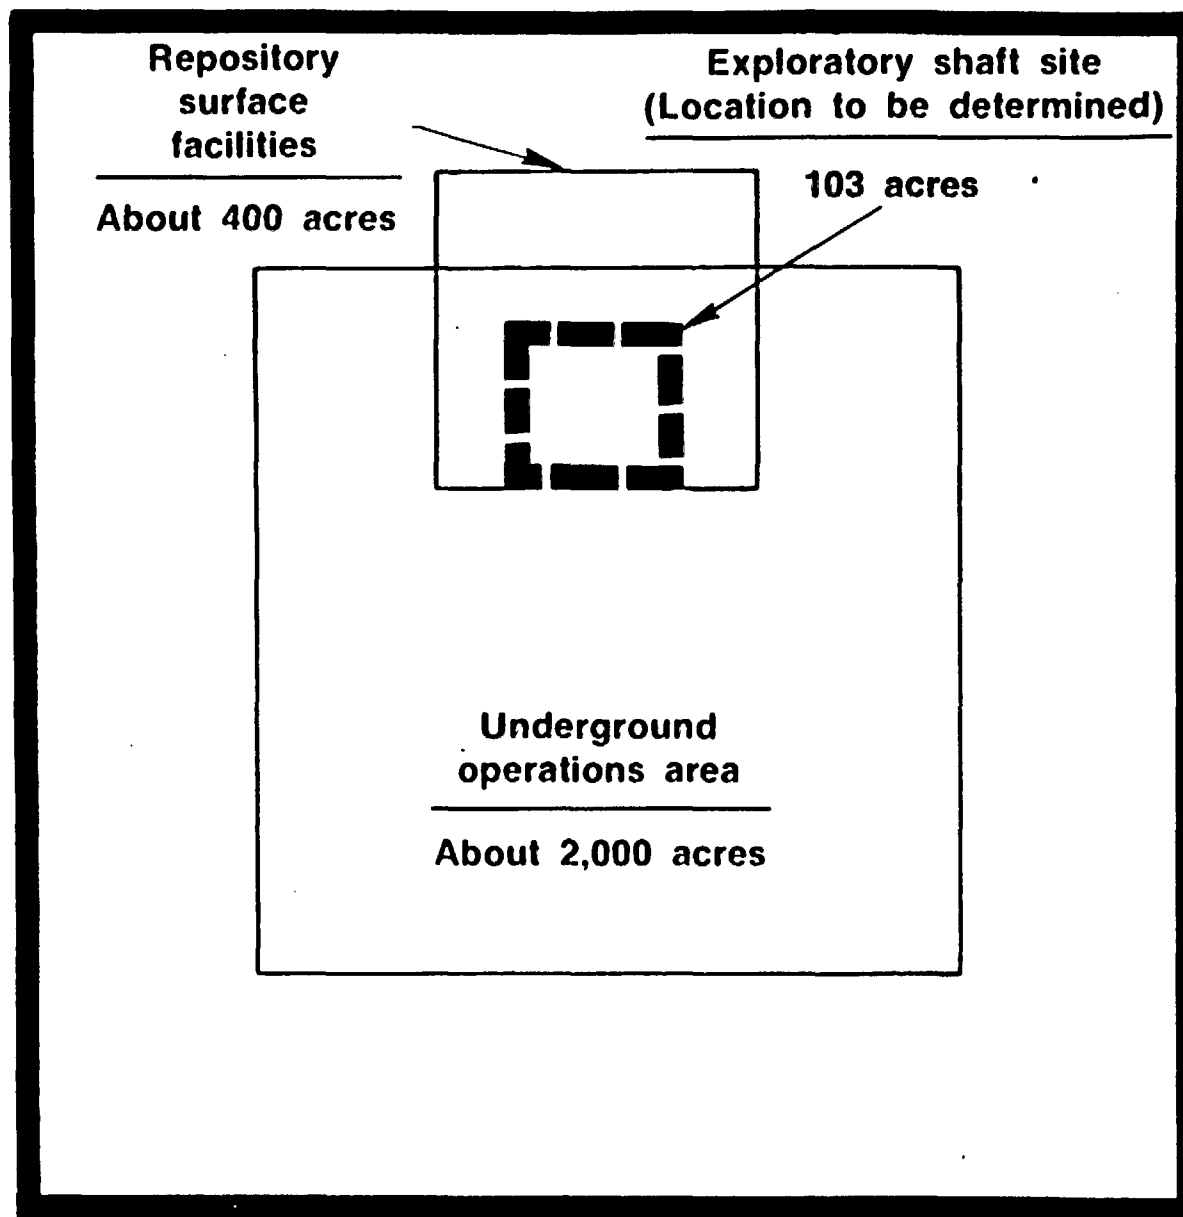 Repository
surface
facilities
About 400 acres
Exploratory shaft site
(Location to be determined)
103 acres
Underground
operations area
About 2,000 acres